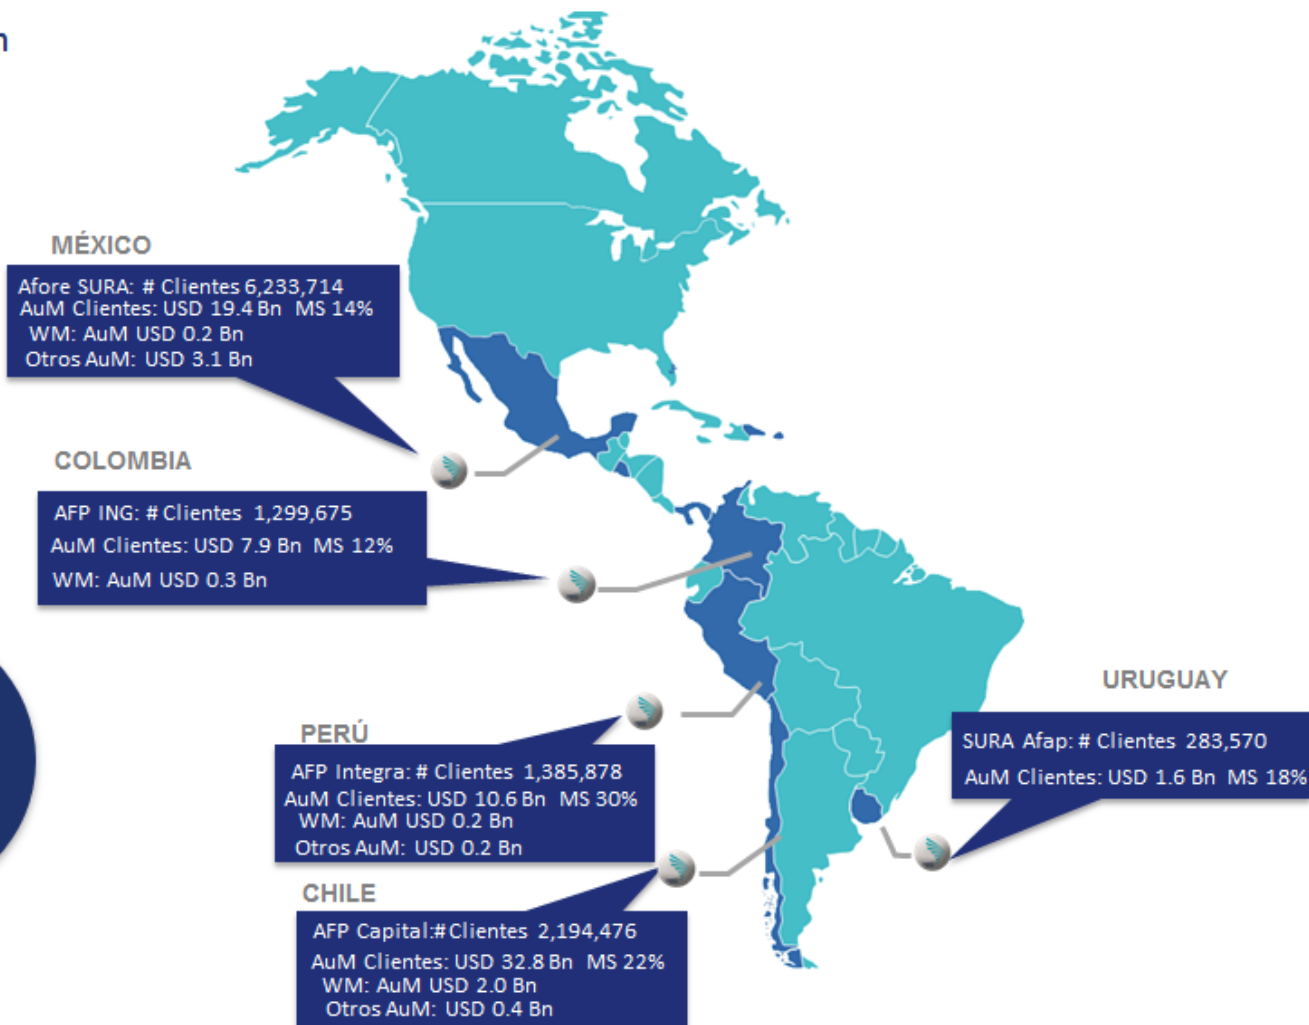 n
MÉXICO
Afore SURA: # Clientes 6,233,714
AuM Clientes: USD 19.4 Bn MS 14%
WM: AuM USD 0.2 Bn
Otros AuM: USD 3.1 Bn
COLOMBIA
AFP ING: # Clientes 1,299,675
AuM Clientes: USD 7.9 Bn MS 12%
WM: AuM USD 0.3 Bn
PERÚ
AFP Integra: # Clientes 1,385,878
AuM Clientes: USD 10.6 Bn MS 30%
WM: AuM USD 0.2 Bn
Otros AuM: USD 0.2 Bn
URUGUAY
SURA Afap: # Clientes 283,570
AuM Clientes: USD 1.6 Bn MS 18%
CHILE
AFP Capital:# Clientes 2,194,476
AuM Clientes: USD 32.8 Bn MS 22%
WM: AuM USD 2.0 Bn
Otros AuM: USD 0.4 Bn